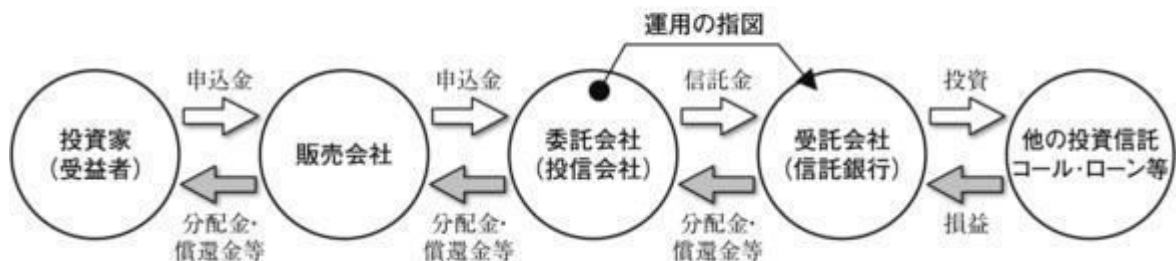 運用の指図
申込金
申込金
信託金
投資
投資家
(受益者)
販売会社
委託会社
(投信会社)
受託会社
(信託銀行)
他の投資信託
コール・ローン等
分配金・
償還金等
分配金・
償還金等
分配金・
償還金等
損益